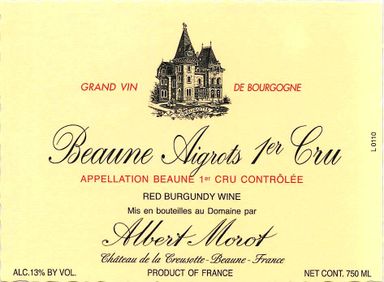 GRAND VIN DE BOURGOGNE
Beaune Aigrots 1er Cru
APPELLATION BEAUNE 1er CRU CONTRÔLÉE
RED BURGUNDY WINE
Mis en bouteilles au Domaine par
Albert Morot
Château de la Creusotte-Beaune-France
ALC.13% BY VOL. PRODUCT OF FRANCE NET CONT. 750 ML
L 0110